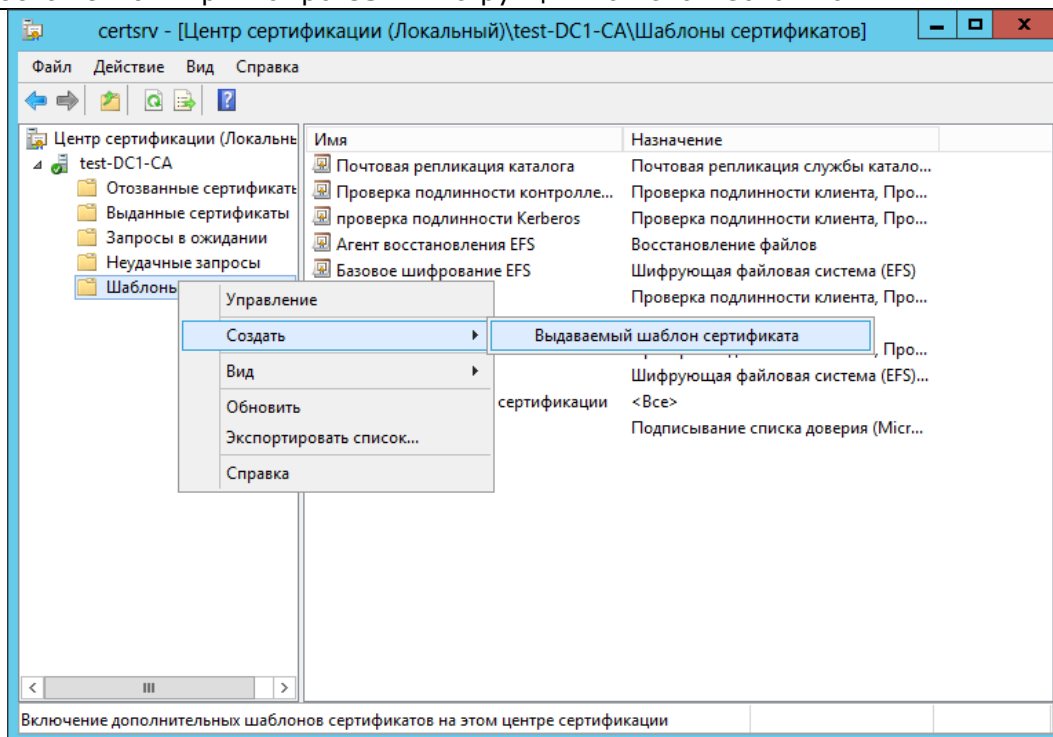 certsrv - [Центр сертификации (Локальный)\test-DC1-CA\Шаблоны сертификатов]
Файл Действие Вид Справка
Центр сертификации (Локальны
test-DC1-CA
Отозванные сертификаты
Выданные сертификаты
Запросы в ожидании
Неудачные запросы
Шаблоны
Имя Назначение
Почтовая репликация каталога Почтовая репликация службы катало...
Проверка подлинности контролле... Проверка подлинности клиента, Про...
проверка подлинности Kerberos Проверка подлинности клиента, Про...
Агент восстановления EFS Восстановление файлов
Базовое шифрование EFS Шифрующая файловая система (EFS)
Проверка подлинности клиента, Про...
, Про...
Шифрующая файловая система (EFS)...
сертификации <Все>
Подписывание списка доверия (Micr...
Управление
Создать
Выдаваемый шаблон сертификата
Вид
Обновить
Экспортировать список...
Справка
Включение дополнительных шаблонов сертификатов на этом центре сертификации